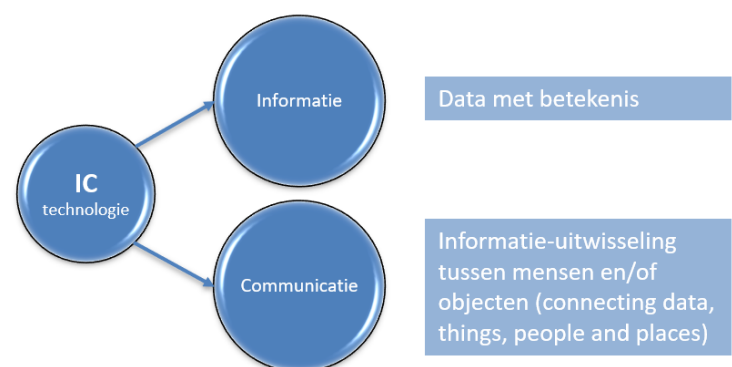 IC
technologie
Informatie
Data met betekenis
Communicatie
Informatie-uitwisseling
tussen mensen en/of
objecten (connecting data,
things, people and places)